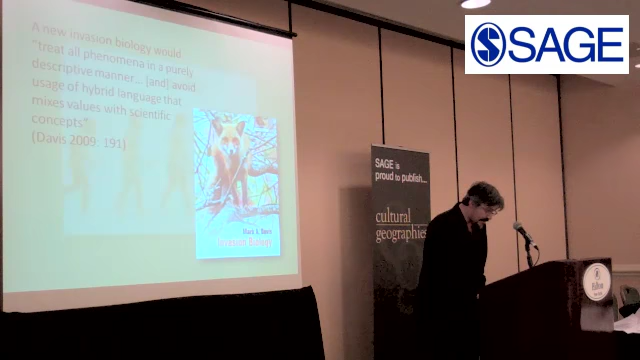 A new invasion biology would
"treat all phenomena in a purely
descriptive manner... [and] avoid
usage of hybrid language that
mixes values with scientific
concepts"
(Davis 2009: 191)
Mark A. Davis
Invasion Biology
SAGE is
proud to publish...
cultural
geographies
S SAGE
Hilton